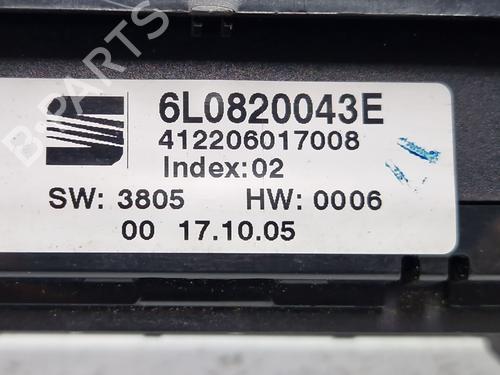 B-PARTS
6L0820043E
412206017008
Index:02
SW: 3805 HW: 0006
00 17.10.05